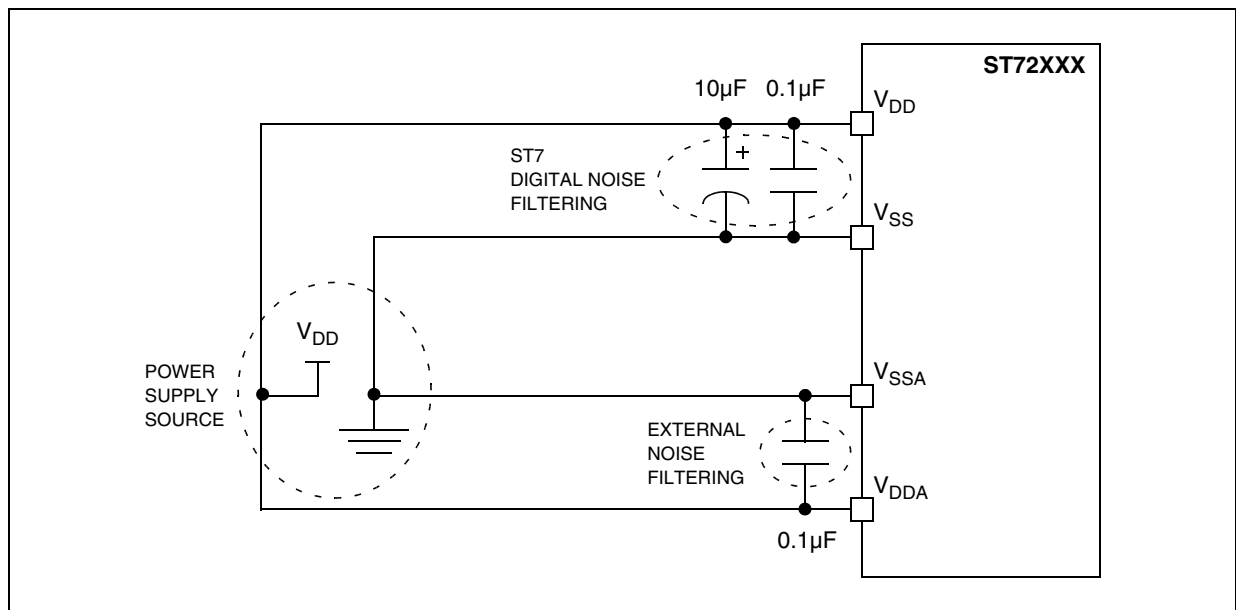 ST72XXX
10µF 0.1µF
VDD
+
ST7
DIGITAL NOISE
FILTERING
VSS
VDD
POWER
SUPPLY
SOURCE
VSSA
EXTERNAL
NOISE
FILTERING
VDDA
0.1µF